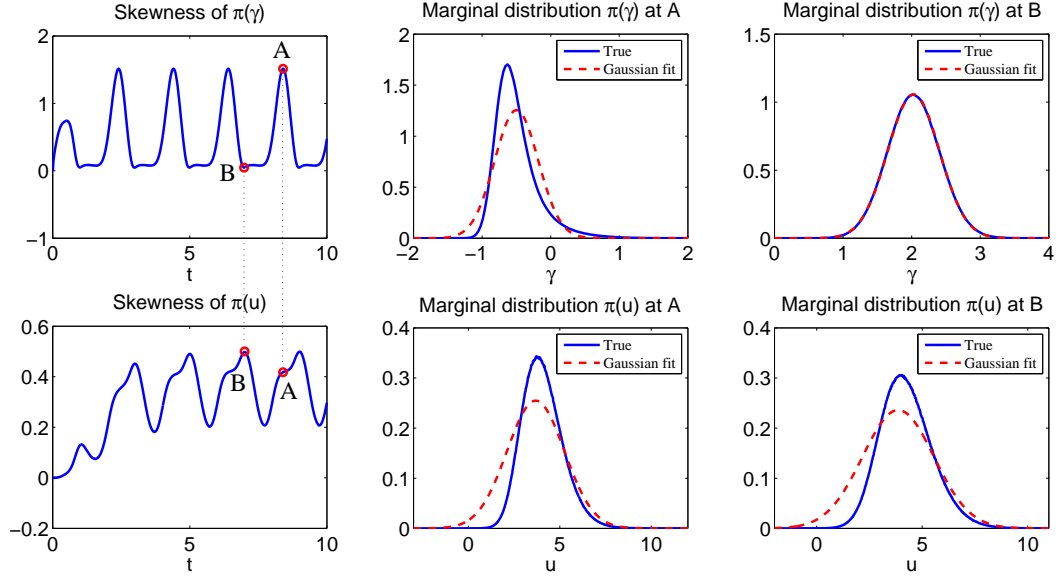 Skewness of π(γ)
2
1
0
−1
0
5
10
t
A
B
Marginal distribution π(γ) at A
2
1.5
1
0.5
0
−2
−1
0
1
2
γ
True
Gaussian fit
Marginal distribution π(γ) at B
1.5
1
0.5
0
0
1
2
3
4
γ
True
Gaussian fit
Skewness of π(u)
0.6
0.4
0.2
0
−0.2
0
5
10
t
B
A
Marginal distribution π(u) at A
0.4
0.3
0.2
0.1
0
0
5
10
u
True
Gaussian fit
Marginal distribution π(u) at B
0.4
0.3
0.2
0.1
0
0
5
10
u
True
Gaussian fit